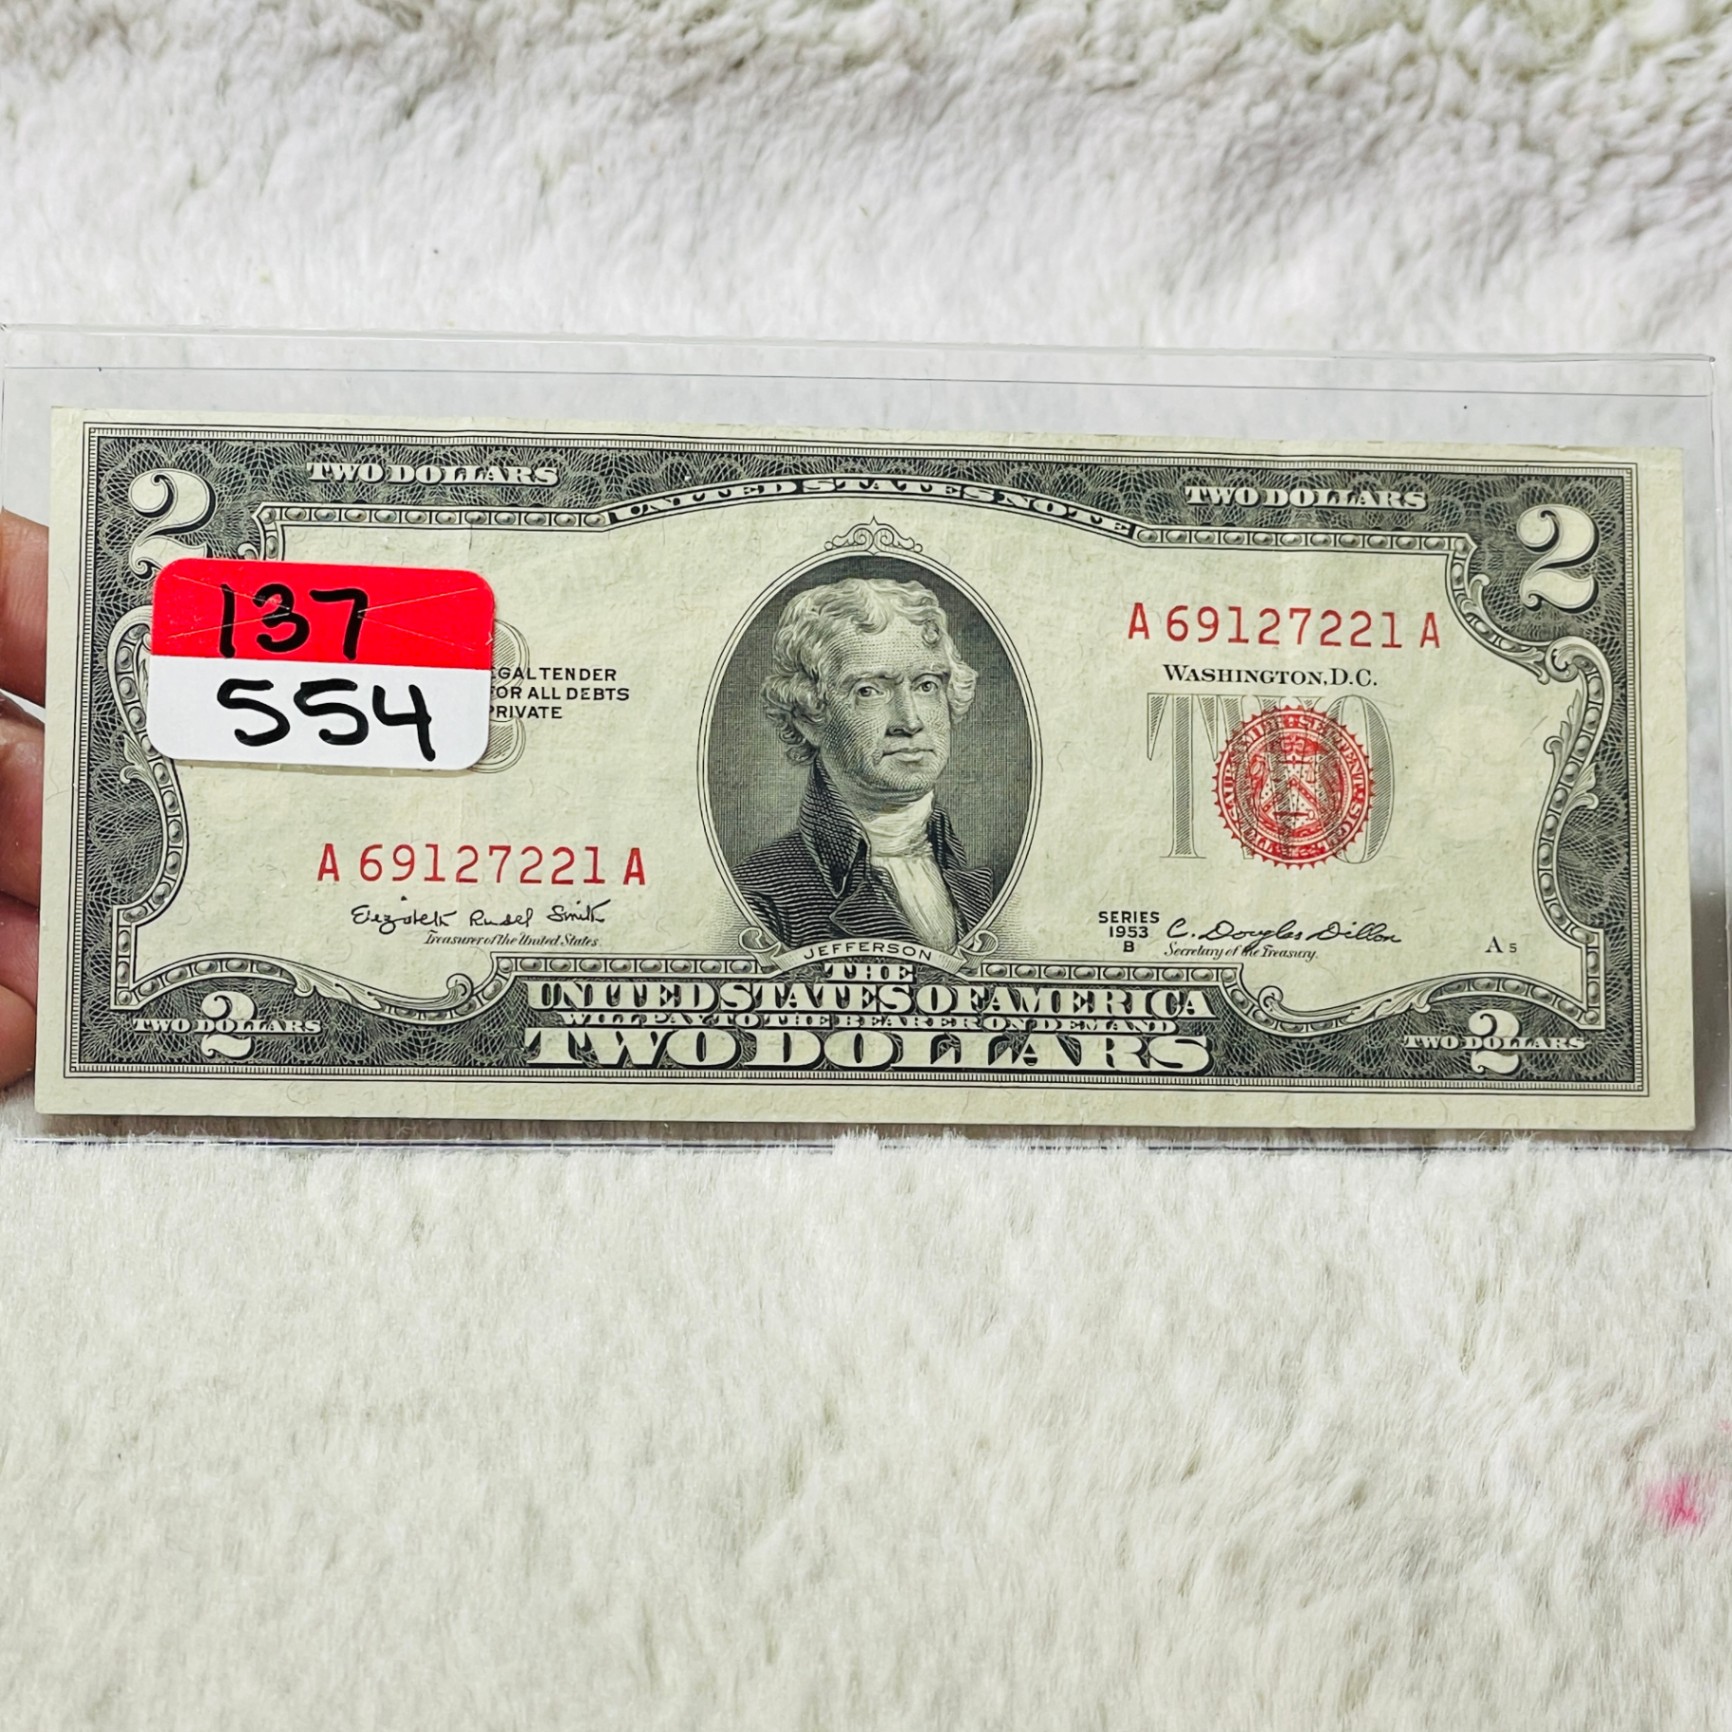 TWO DOLLARS
UNITED STATES NOTE
TWO DOLLARS
2
2
137
554
EGAL TENDER
FOR ALL DEBTS
PRIVATE
A 69127221 A
WASHINGTON, D.C.
TWO
A 69127221 A
Elizabeth Rudel Smith
Treasurer of the United States.
JEFFERSON
SERIES
1953
B
C. Douglas Dillon
Secretary of the Treasury.
A 5
THE
UNITED STATES OF AMERICA
WILL PAY TO THE BEARER ON DEMAND
TWO DOLLARS
2
TWO DOLLARS
2
TWO DOLLARS